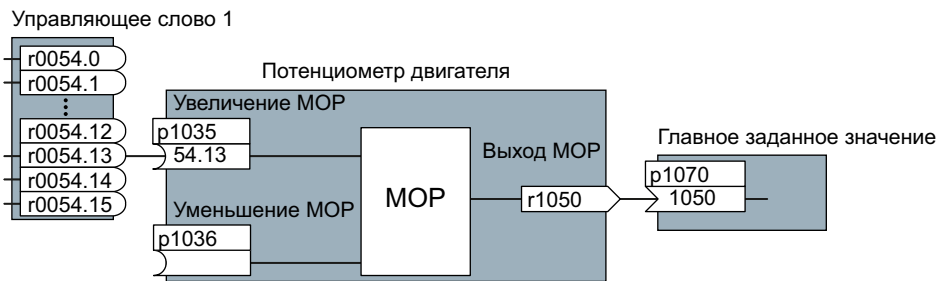 Управляющее слово 1
r0054.0
r0054.1
r0054.12
r0054.13
r0054.14
r0054.15
Потенциометр двигателя
Увеличение МОР
p1035
54.13
Уменьшение МОР
p1036
МОР
Выход МОР
r1050
Главное заданное значение
p1070
1050